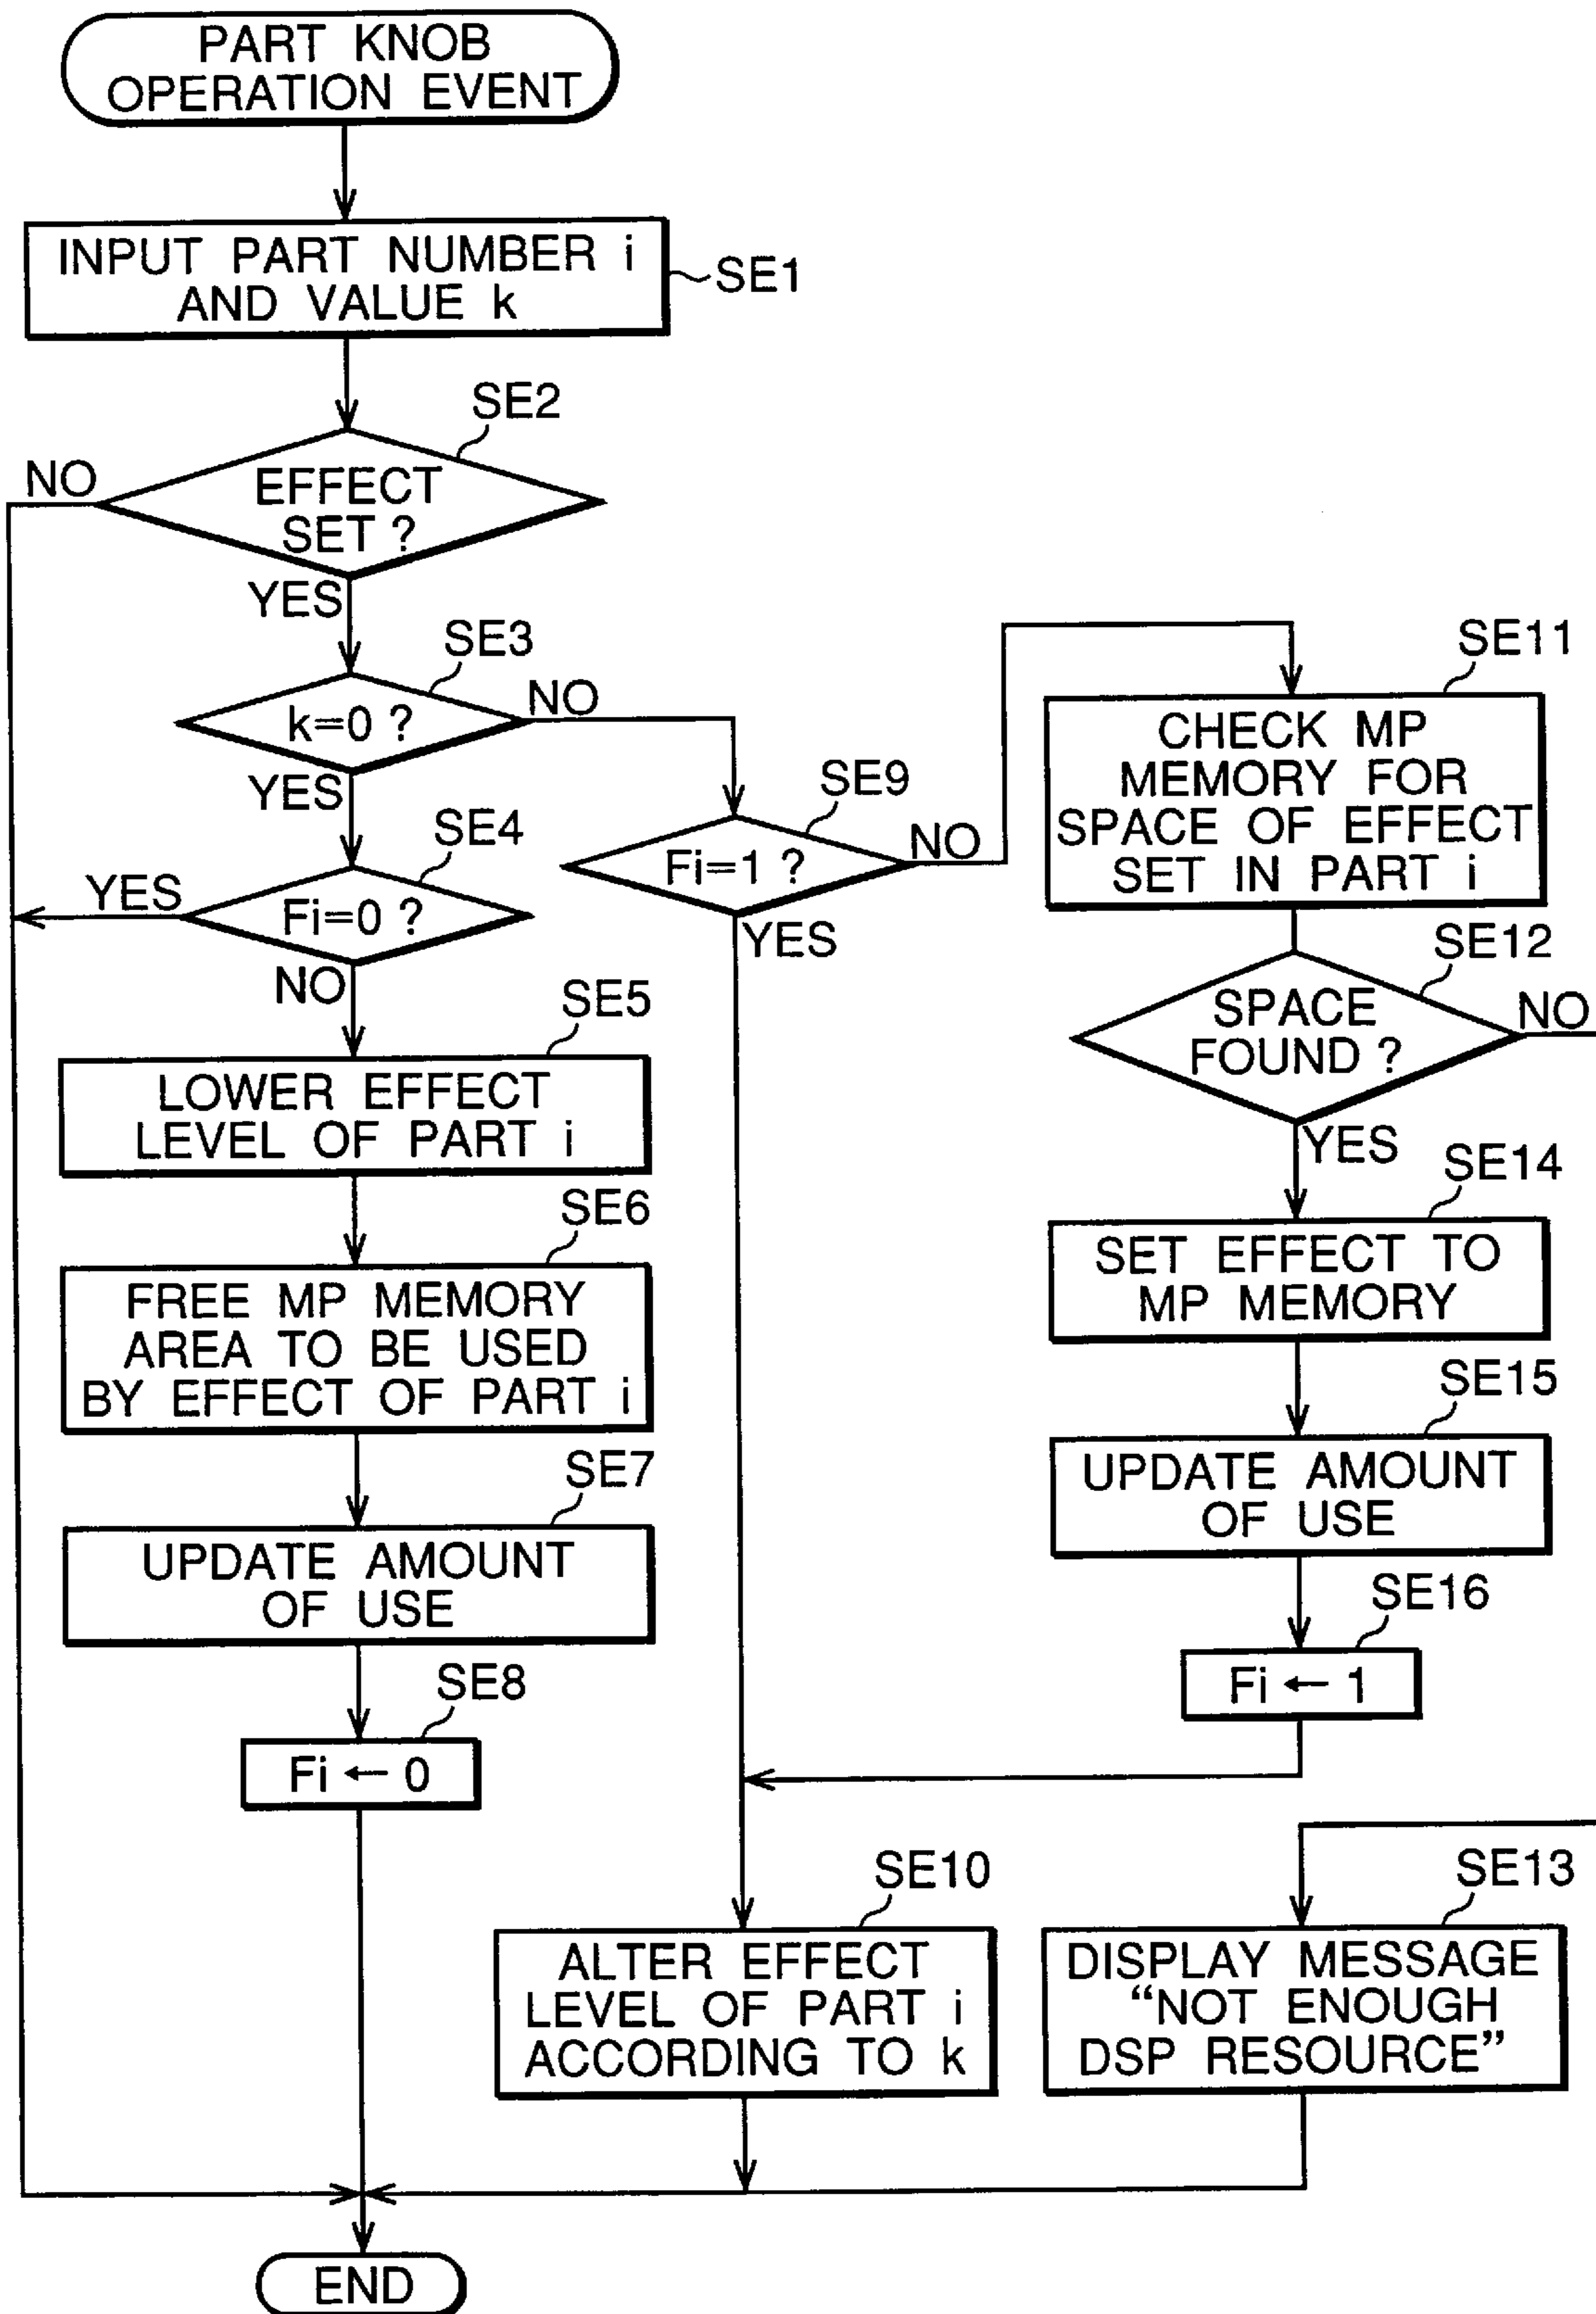 PART KNOB
OPERATION EVENT
INPUT PART NUMBER i
AND VALUE k
SE1
SE2
NO
EFFECT
SET ?
YES
SE3
NO
k=0 ?
YES
SE4
YES
Fi=0 ?
NO
SE5
LOWER EFFECT
LEVEL OF PART i
SE6
FREE MP MEMORY
AREA TO BE USED
BY EFFECT OF PART i
SE7
UPDATE AMOUNT
OF USE
SE8
Fi ← 0
SE9
Fi=1 ?
NO
YES
SE11
CHECK MP
MEMORY FOR
SPACE OF EFFECT
SET IN PART i
SE12
SPACE
FOUND ?
NO
YES
SE14
SET EFFECT TO
MP MEMORY
SE15
UPDATE AMOUNT
OF USE
SE16
Fi ← 1
SE10
ALTER EFFECT
LEVEL OF PART i
ACCORDING TO k
SE13
DISPLAY MESSAGE
“NOT ENOUGH
DSP RESOURCE”
END